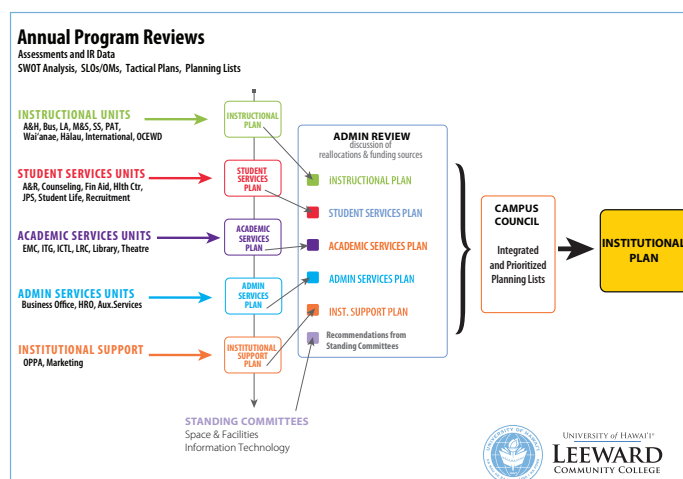 Annual Program Reviews
Assessments and IR Data
SWOT Analysis, SLOs/OMs, Tactical Plans, Planning Lists
INSTRUCTIONAL UNITS
A&H, Bus, LA, M&S, SS, PAT,
Wai'anae, Hālau, International, OCEWD
STUDENT SERVICES UNITS
A&R, Counseling, Fin Aid, Hlth Ctr,
JPS, Student Life, Recruitment
ACADEMIC SERVICES UNITS
EMC, ITG, ICTL, LRC, Library, Theatre
ADMIN SERVICES UNITS
Business Office, HRO, Aux.Services
INSTITUTIONAL SUPPORT
OPPA, Marketing
INSTRUCTIONAL
PLAN
STUDENT
SERVICES
PLAN
ACADEMIC
SERVICES
PLAN
ADMIN
SERVICES
PLAN
INSTITUTIONAL
SUPPORT
PLAN
STANDING COMMITTEES
Space & Facilities
Information Technology
ADMIN REVIEW
discussion of
reallocations & funding sources
INSTRUCTIONAL PLAN
STUDENT SERVICES PLAN
ACADEMIC SERVICES PLAN
ADMIN SERVICES PLAN
INST. SUPPORT PLAN
Recommendations from
Standing Committees
CAMPUS
COUNCIL
Integrated
and Prioritized
Planning Lists
INSTITUTIONAL
PLAN
UNIVERSITY of HAWAI'I®
LEEWARD
COMMUNITY COLLEGE